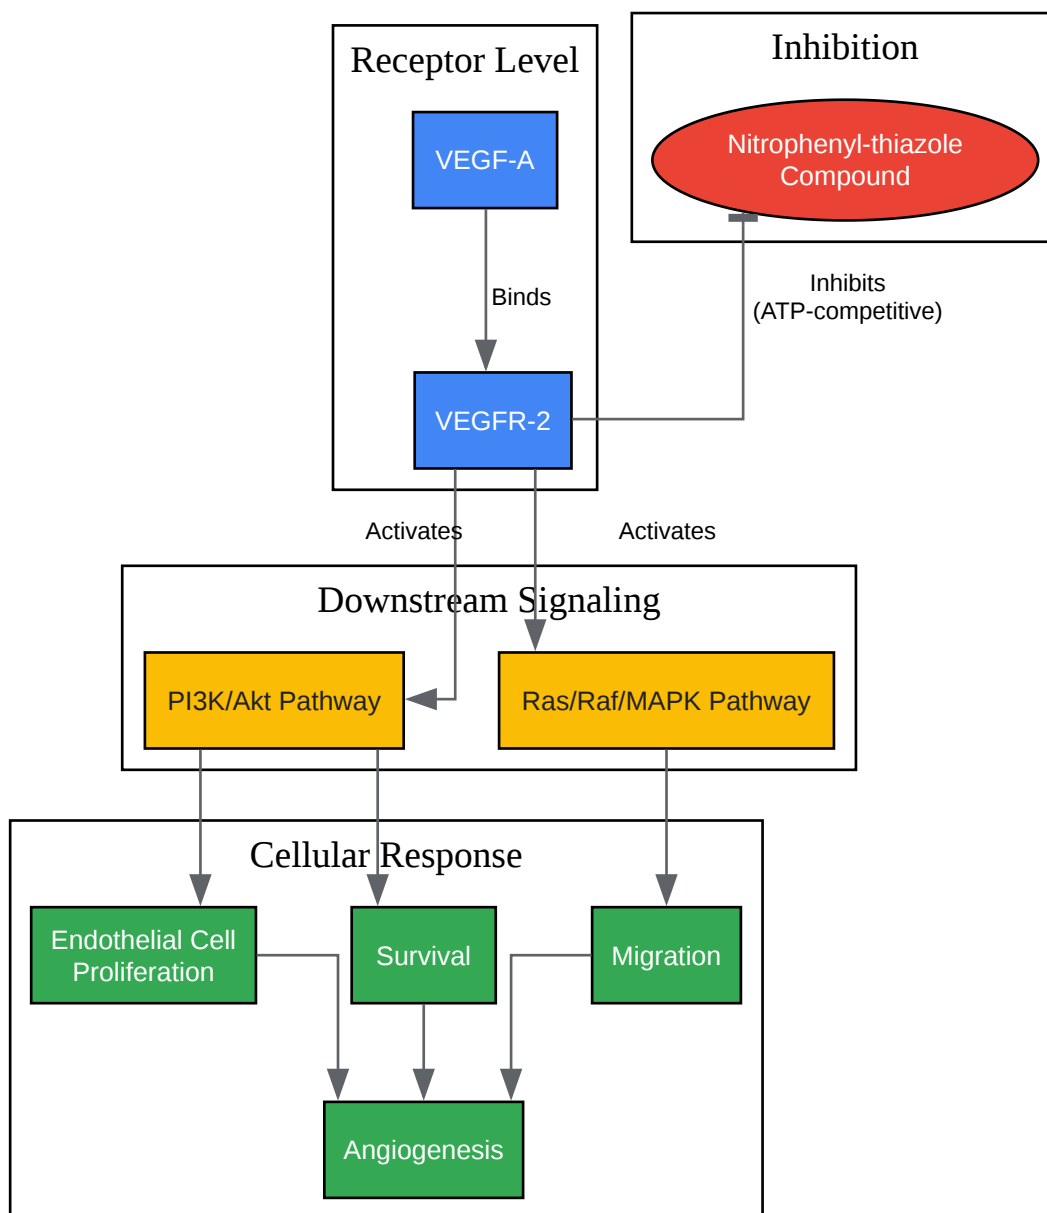 Receptor Level
Inhibition
VEGF-A
Nitrophenyl-thiazole
Compound
Binds
Inhibits
(ATP-competitive)
VEGFR-2
Activates
Activates
Downstream Signaling
PI3K/Akt Pathway
Ras/Raf/MAPK Pathway
Cellular Response
Endothelial Cell
Proliferation
Survival
Migration
Angiogenesis